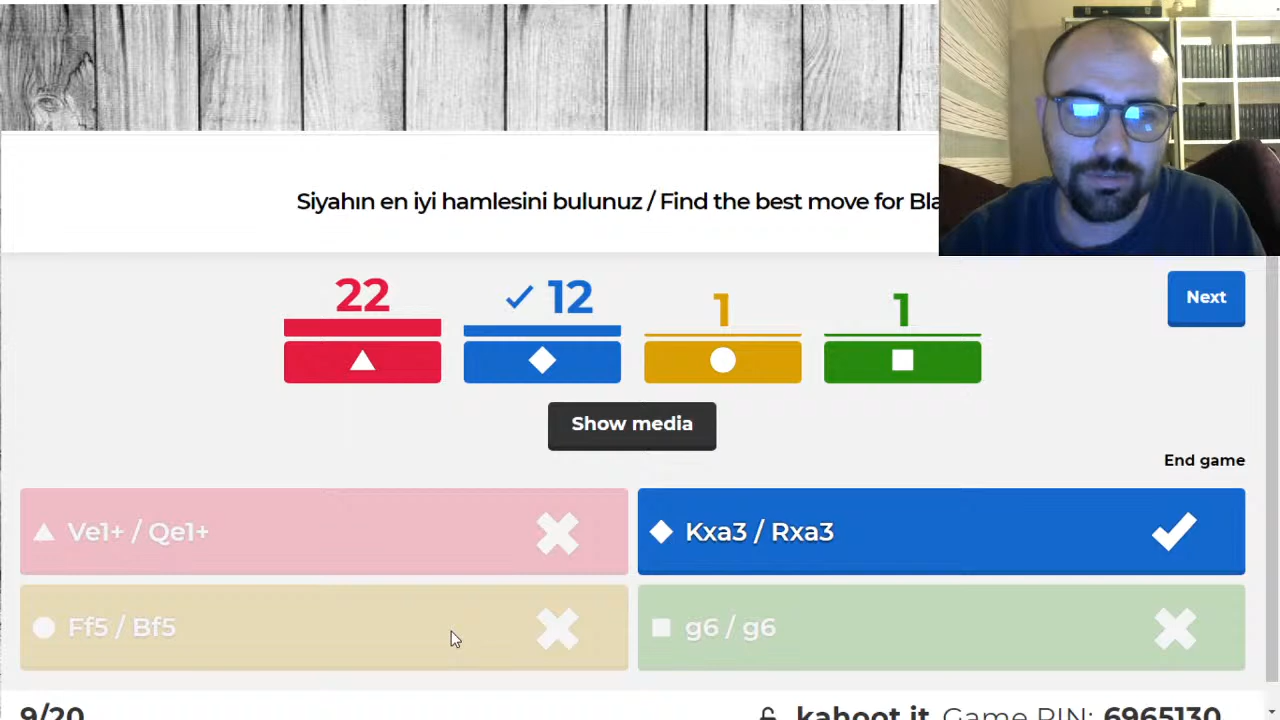 Siyahın en iyi hamlesini bulunuz / Find the best move for Bla
22
12
1
1
Next
Show media
End game
Ve1+ / Qe1+
Kxa3 / Rxa3
Ff5 / Bf5
g6 / g6
9/20
kahoot.it Game PIN: 6965130